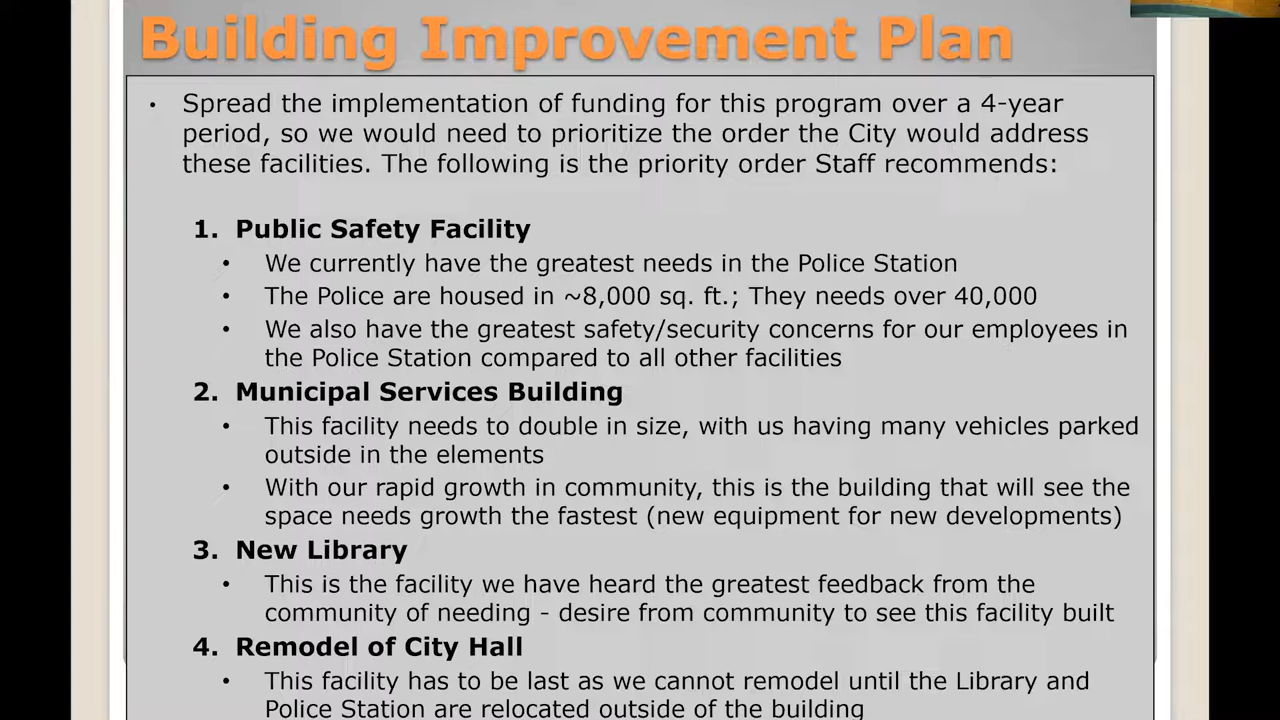 Building Improvement Plan
• Spread the implementation of funding for this program over a 4-year
period, so we would need to prioritize the order the City would address
these facilities. The following is the priority order Staff recommends:
1. Public Safety Facility
• We currently have the greatest needs in the Police Station
• The Police are housed in ~8,000 sq. ft.; They needs over 40,000
• We also have the greatest safety/security concerns for our employees in
the Police Station compared to all other facilities
2. Municipal Services Building
• This facility needs to double in size, with us having many vehicles parked
outside in the elements
• With our rapid growth in community, this is the building that will see the
space needs growth the fastest (new equipment for new developments)
3. New Library
• This is the facility we have heard the greatest feedback from the
community of needing - desire from community to see this facility built
4. Remodel of City Hall
• This facility has to be last as we cannot remodel until the Library and
Police Station are relocated outside of the building